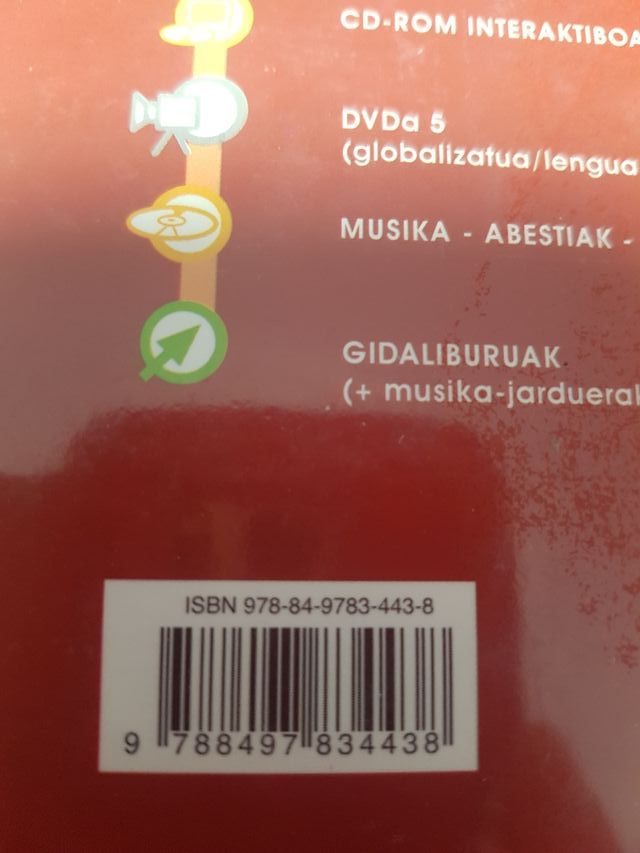 CD-ROM INTERAKTIBOA
DVDa 5
(globalizatua/lengua
MUSIKA - ABESTIAK -
GIDALIBURUAK
(+ musika-jarduerak
ISBN 978-84-9783-443-8
9 788497 834438